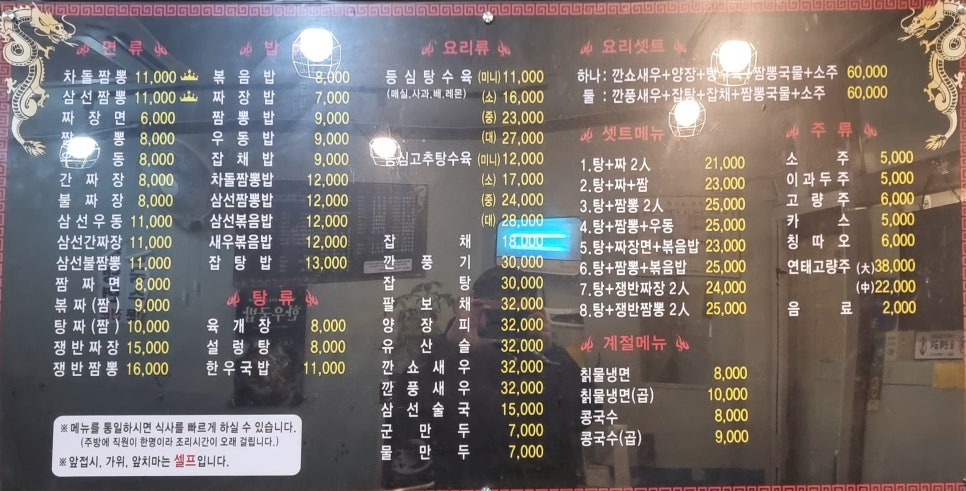 면 류
차돌짬뽕 11,000
삼선짬뽕 11,000
짜 장 면 6,000
짬 뽕 8,000
우 동 8,000
간 짜 장 8,000
불 짜 장 8,000
삼선우동 11,000
삼선간짜장 11,000
삼선불짬뽕 11,000
짬 짜 면 8,000
볶 짜 (짬) 9,000
탕 짜 (짬) 10,000
쟁반짜장 15,000
쟁반짬뽕 16,000
밥
볶 음 밥 8,000
짜 장 밥 7,000
짬 뽕 밥 9,000
우 동 밥 9,000
잡 채 밥 9,000
차돌짬뽕밥 12,000
삼선짬뽕밥 12,000
삼선볶음밥 12,000
새우볶음밥 12,000
잡 탕 밥 13,000
탕 류
육 개 장 8,000
설 렁 탕 8,000
한우국밥 11,000
요리류
등 심 탕 수 육 (미니) 11,000
(매실,사과,배,레몬) (소) 16,000
(중) 23,000
(대) 27,000
등심고추탕수육 (미니) 12,000
(소) 17,000
(중) 24,000
(대) 28,000
잡 채 18,000
깐 풍 기 30,000
잡 탕 30,000
팔 보 채 32,000
양 장 피 32,000
유 산 슬 32,000
깐 쇼 새 우 32,000
깐 풍 새 우 32,000
삼 선 술 국 15,000
군 만 두 7,000
물 만 두 7,000
요리셋트
하나 : 깐쇼새우+양장+탕수육+짬뽕국물+소주 60,000
둘 : 깐풍새우+잡탕+잡채+짬뽕국물+소주 60,000
셋트메뉴
1.탕+짜 2인 21,000
2.탕+짜+짬 23,000
3.탕+짬뽕 2인 25,000
4.탕+짬뽕+우동 25,000
5.탕+짜장면+볶음밥 23,000
6.탕+짬뽕+볶음밥 25,000
7.탕+쟁반짜장 2인 24,000
8.탕+쟁반짬뽕 2인 25,000
계절메뉴
칡물냉면 8,000
칡물냉면(곱) 10,000
콩국수 8,000
콩국수(곱) 9,000
주 류
소 주 5,000
이과두주 5,000
고 량 주 6,000
카 스 5,000
칭 따 오 6,000
연태고량주 (大) 38,000
(中) 22,000
음 료 2,000
※ 메뉴를 통일하시면 식사를 빠르게 하실 수 있습니다.
(주방에 직원이 한명이라 조리시간이 오래 걸립니다.)
※ 앞접시, 가위, 앞치마는 셀프입니다.